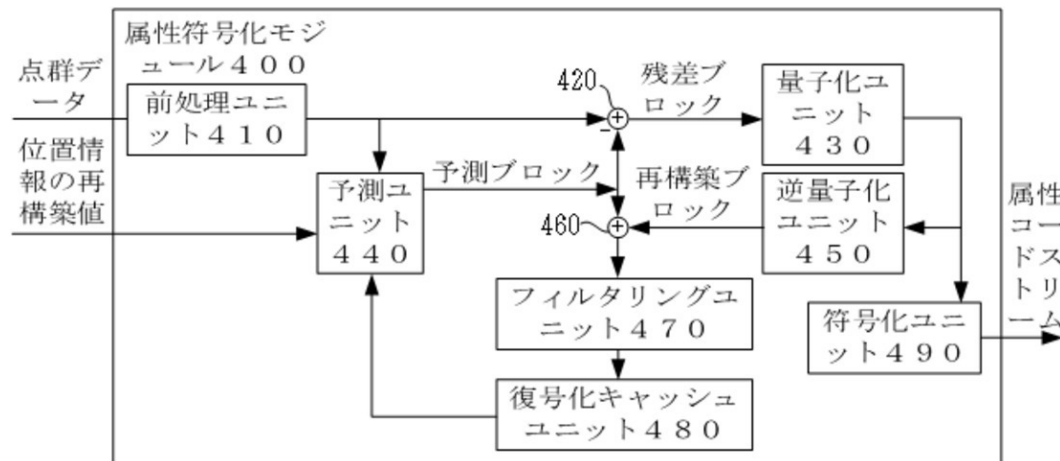 属性符号化モジ
ュール４００
点群デ
ータ
前処理ユニ
ット４１０
420
残差ブ
ロック
量子化ユ
ニット
４３０
位置情
報の再
構築値
予測ユ
ニット
４４０
予測ブロック
-
再構築ブ
ロック
460
逆量子化
ユニット
４５０
属性
コー
ドス
トリ
ーム
フィルタリングユ
ニット４７０
符号化ユニ
ット４９０
復号化キャッシュ
ユニット４８０